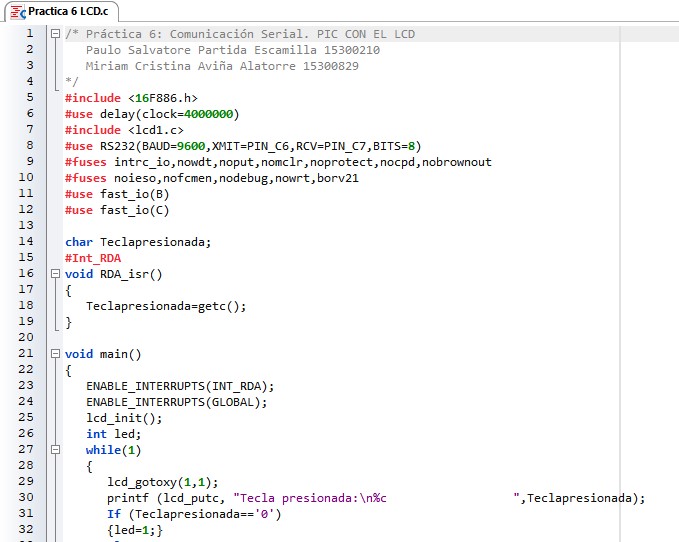 Practica 6 LCD.c
1 /* Práctica 6: Comunicación Serial. PIC CON EL LCD
2 Paulo Salvatore Partida Escamilla 15300210
3 Miriam Cristina Aviña Alatorre 15300829
4 */
5 #include <16F886.h>
6 #use delay(clock=4000000)
7 #include <lcd1.c>
8 #use RS232(BAUD=9600,XMIT=PIN_C6,RCV=PIN_C7,BITS=8)
9 #fuses intrc_io,nowdt,noput,nomclr,noprotect,nocpd,nobrownout
10 #fuses noieso,nofcmen,nodebug,nowrt,borv21
11 #use fast_io(B)
12 #use fast_io(C)
13
14 char Teclapresionada;
15 #Int_RDA
16 void RDA_isr()
17 {
18 Teclapresionada=getc();
19 }
20
21 void main()
22 {
23 ENABLE_INTERRUPTS(INT_RDA);
24 ENABLE_INTERRUPTS(GLOBAL);
25 lcd_init();
26 int led;
27 while(1)
28 {
29 lcd_gotoxy(1,1);
30 printf (lcd_putc, "Tecla presionada:\n%c                  ",Teclapresionada);
31 If (Teclapresionada=='0')
32 {led=1;}